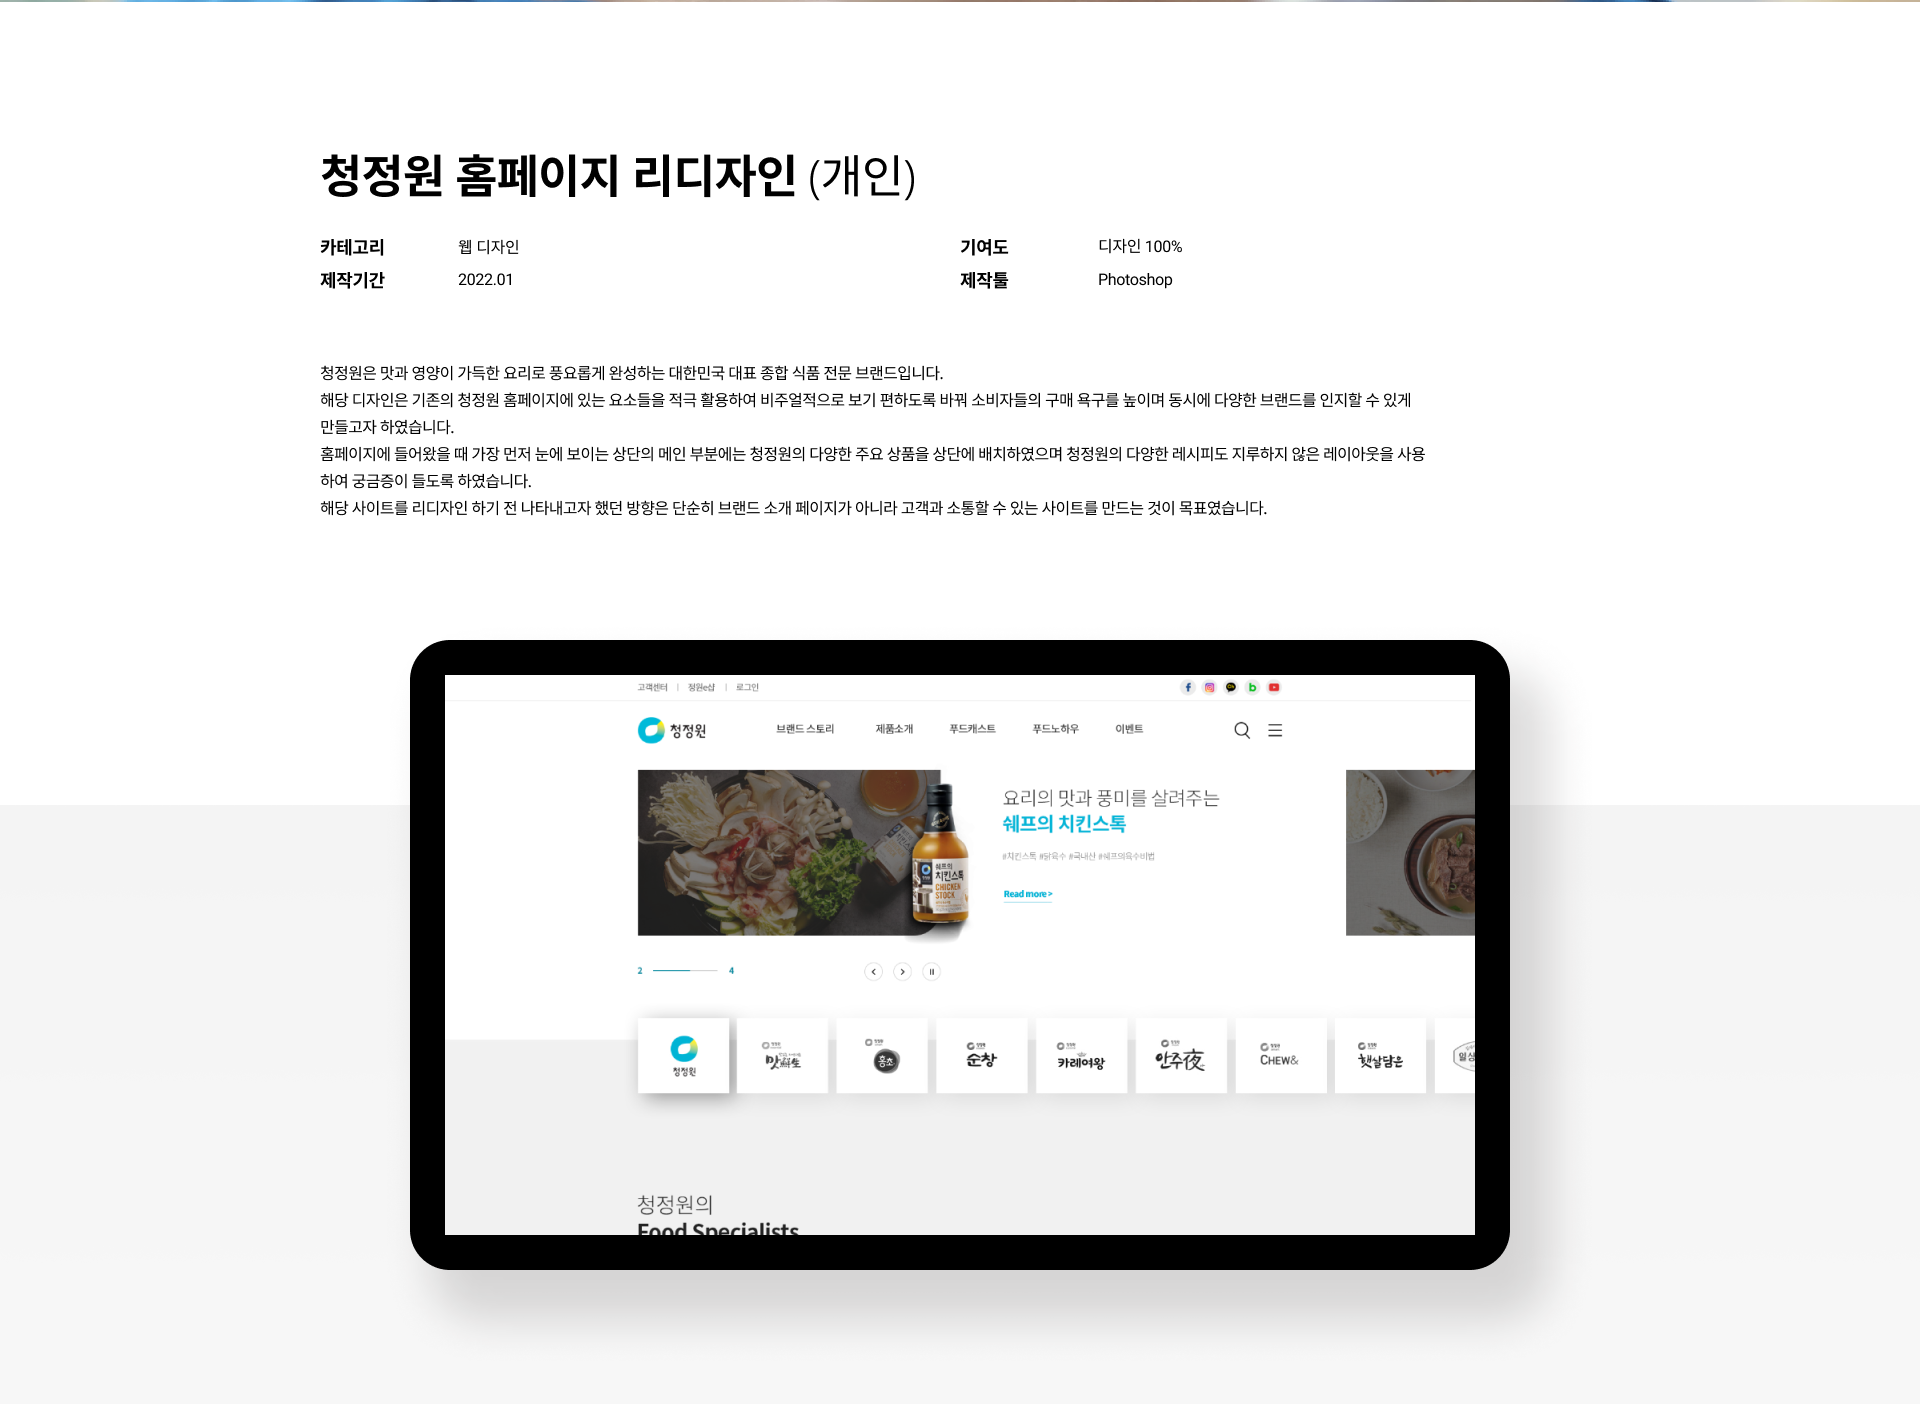 청정원 홈페이지 리디자인 (개인)
카테고리 웹 디자인 기여도 디자인 100%
제작기간 2022.01 제작툴 Photoshop
청정원은 맛과 영양이 가득한 요리로 풍요롭게 완성하는 대한민국 대표 종합 식품 전문 브랜드입니다.
해당 디자인은 기존의 청정원 홈페이지에 있는 요소들을 적극 활용하여 비주얼적으로 보기 편하도록 바꿔 소비자들의 구매 욕구를 높이며 동시에 다양한 브랜드를 인지할 수 있게
만들고자 하였습니다.
홈페이지에 들어왔을 때 가장 먼저 눈에 보이는 상단의 메인 부분에는 청정원의 다양한 주요 상품을 상단에 배치하였으며 청정원의 다양한 레시피도 지루하지 않은 레이아웃을 사용
하여 궁금증이 들도록 하였습니다.
해당 사이트를 리디자인 하기 전 나타내고자 했던 방향은 단순히 브랜드 소개 페이지가 아니라 고객과 소통할 수 있는 사이트를 만드는 것이 목표였습니다.
고객센터 | 정원e샵 | 로그인
청정원 브랜드 스토리 제품소개 푸드캐스트 푸드노하우 이벤트
요리의 맛과 풍미를 살려주는
쉐프의 치킨스톡
#치킨스톡 #닭육수 #국내산 #쉐프의육수비법
Read more >
쉐프의
치킨스톡
CHICKEN
STOCK
2 4
청정원 맛鮮生 홍초 순창 카레여왕 안주夜 CHEW& 햇살담은 일상
청정원의
Food Specialists